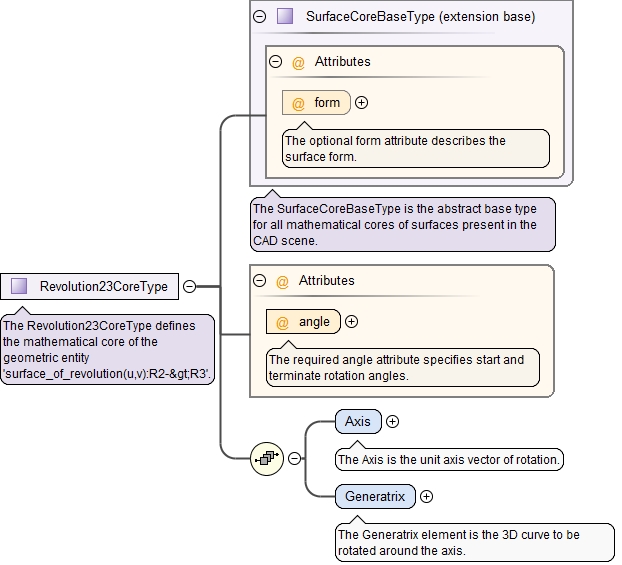 SurfaceCoreBaseType (extension base)
@ Attributes
@ form
The optional form attribute describes the
surface form.
The SurfaceCoreBaseType is the abstract base type
for all mathematical cores of surfaces present in the
CAD scene.
Revolution23CoreType
The Revolution23CoreType defines
the mathematical core of the
geometric entity
'surface_of_revolution(u,v):R2-&gt;R3'.
@ Attributes
@ angle
The required angle attribute specifies start and
terminate rotation angles.
Axis
The Axis is the unit axis vector of rotation.
Generatrix
The Generatrix element is the 3D curve to be
rotated around the axis.